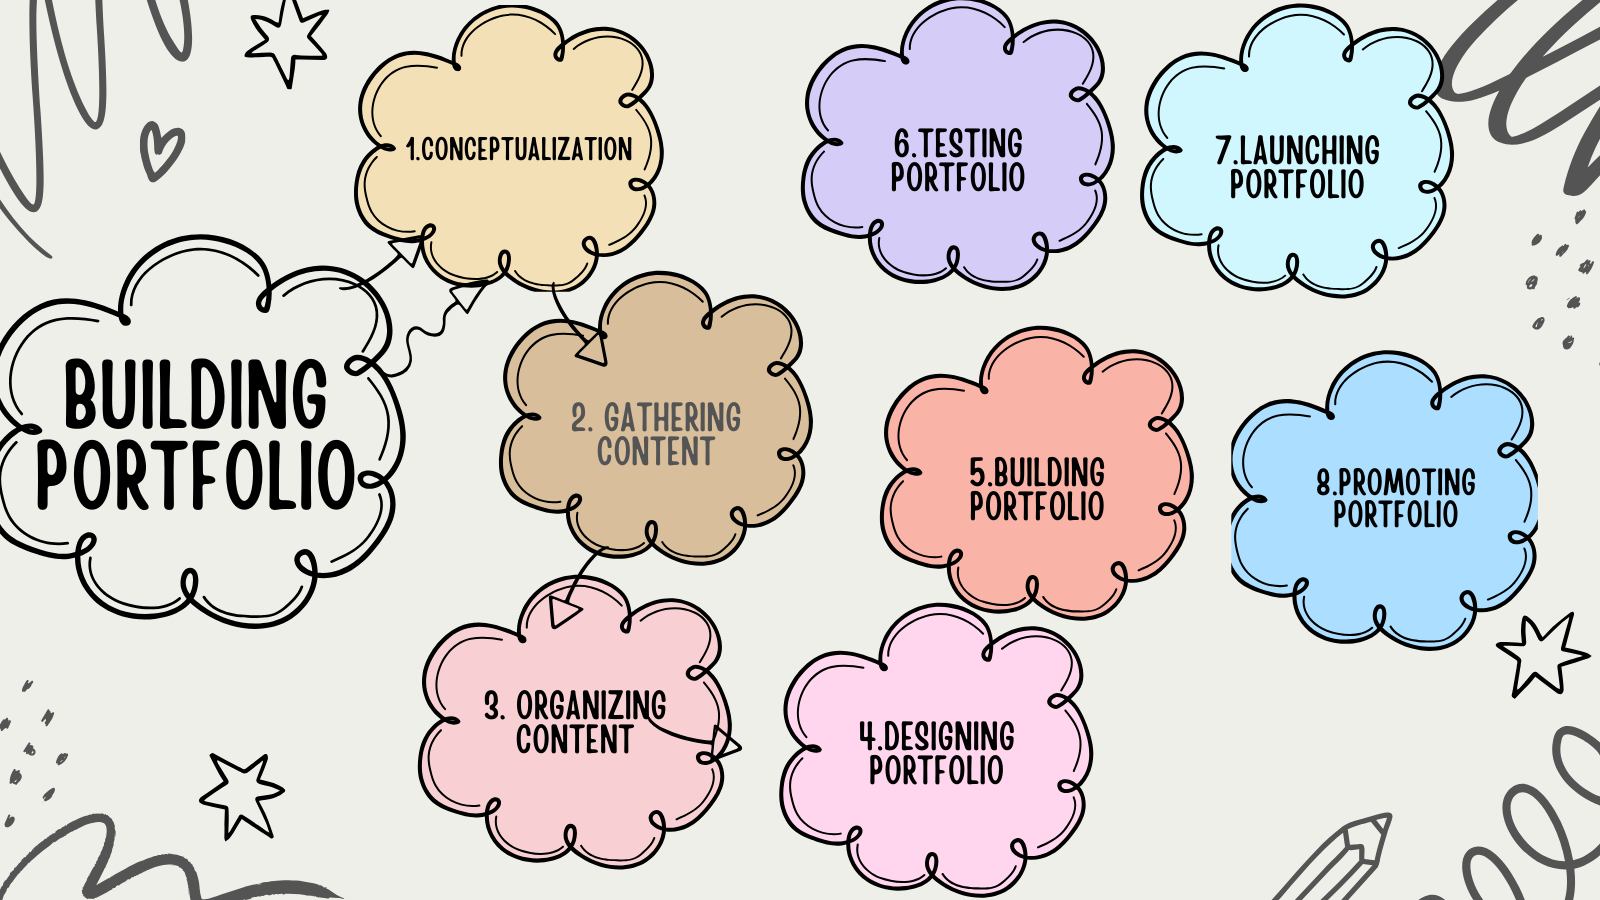 BUILDING
PORTFOLIO
1.CONCEPTUALIZATION
2. GATHERING
CONTENT
3. ORGANIZING
CONTENT
4.DESIGNING
PORTFOLIO
5.BUILDING
PORTFOLIO
6.TESTING
PORTFOLIO
7.LAUNCHING
PORTFOLIO
8.PROMOTING
PORTFOLIO